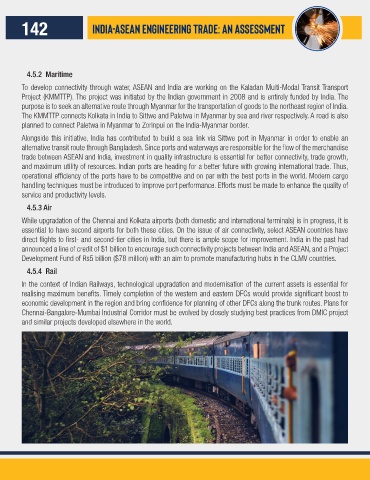 142
INDIA-ASEAN ENGINEERING TRADE: AN ASSESSMENT
4.5.2 Maritime
To develop connectivity through water, ASEAN and India are working on the Kaladan Multi-Modal Transit Transport
Project (KMMTTP). The project was initiated by the Indian government in 2008 and is entirely funded by India. The
purpose is to seek an alternative route through Myanmar for the transportation of goods to the northeast region of India.
The KMMTTP connects Kolkata in India to Sittwe and Paletwa in Myanmar by sea and river respectively. A road is also
planned to connect Paletwa in Myanmar to Zorinpui on the India-Myanmar border.
Alongside this initiative, India has contributed to build a sea link via Sittwe port in Myanmar in order to enable an
alternative transit route through Bangladesh. Since ports and waterways are responsible for the flow of the merchandise
trade between ASEAN and India, investment in quality infrastructure is essential for better connectivity, trade growth,
and maximum utility of resources. Indian ports are heading for a better future with growing international trade. Thus,
operational efficiency of the ports have to be competitive and on par with the best ports in the world. Modern cargo
handling techniques must be introduced to improve port performance. Efforts must be made to enhance the quality of
service and productivity levels.
4.5.3 Air
While upgradation of the Chennai and Kolkata airports (both domestic and international terminals) is in progress, it is
essential to have second airports for both these cities. On the issue of air connectivity, select ASEAN countries have
direct flights to first- and second-tier cities in India, but there is ample scope for improvement. India in the past had
announced a line of credit of $1 billion to encourage such connectivity projects between India and ASEAN, and a Project
Development Fund of Rs5 billion ($78 million) with an aim to promote manufacturing hubs in the CLMV countries.
4.5.4 Rail
In the context of Indian Railways, technological upgradation and modernisation of the current assets is essential for
realising maximum benefits. Timely completion of the western and eastern DFCs would provide significant boost to
economic development in the region and bring confidence for planning of other DFCs along the trunk routes. Plans for
Chennai-Bangalore-Mumbai Industrial Corridor must be evolved by closely studying best practices from DMIC project
and similar projects developed elsewhere in the world.